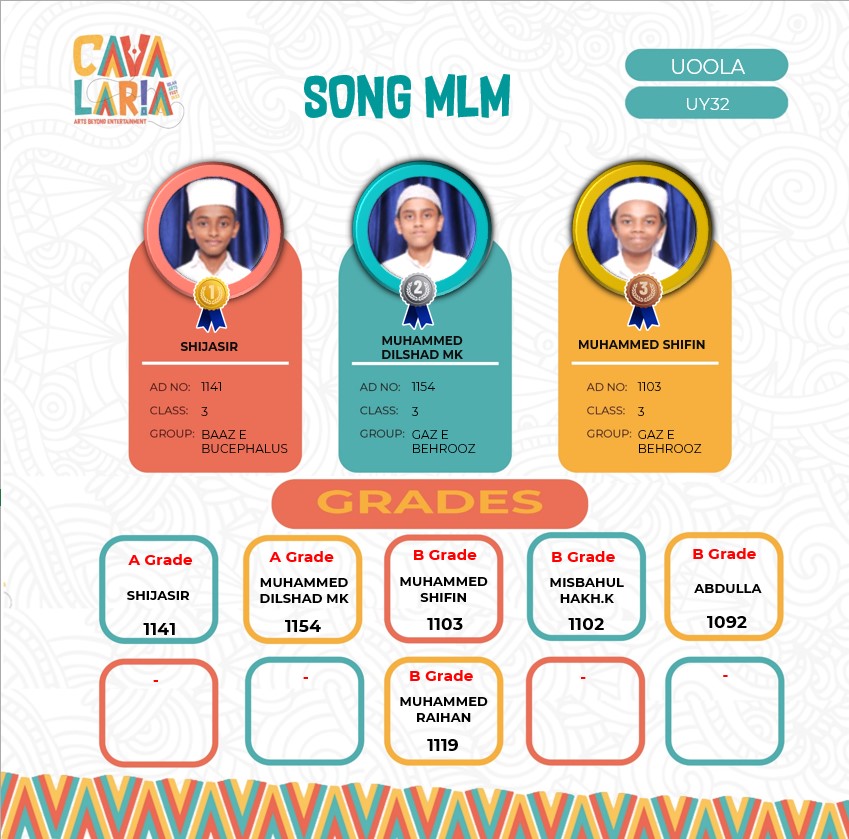 CAVA
LARIA
ARTS BEYOND ENTERTAINMENT
SONG MLM
UOOLA
UY32
1
2
3
SHIJASIR
AD NO: 1141
CLASS: 3
GROUP: BAAZ E
BUCEPHALUS
MUHAMMED
DILSHAD MK
AD NO: 1154
CLASS: 3
GROUP: GAZ E
BEHROOZ
MUHAMMED SHIFIN
AD NO: 1103
CLASS: 3
GROUP: GAZ E
BEHROOZ
GRADES
A Grade
SHIJASIR
1141
A Grade
MUHAMMED
DILSHAD MK
1154
B Grade
MUHAMMED
SHIFIN
1103
B Grade
MISBAHUL
HAKH.K
1102
B Grade
ABDULLA
1092
-
-
B Grade
MUHAMMED
RAIHAN
1119
-
-